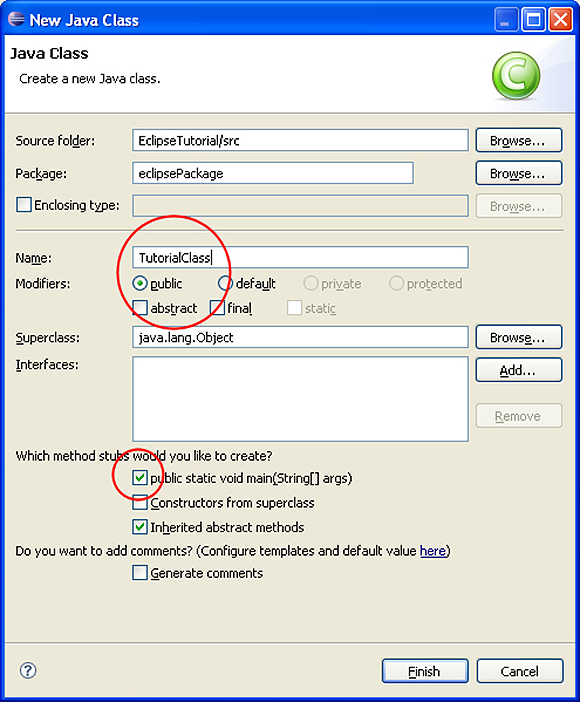 New Java Class
Java Class
Create a new Java class.
C
Source folder: EclipseTutorial/src Browse...
Package: eclipsePackage Browse...
Enclosing type: Browse...
Name: TutorialClass
Modifiers: public default private protected
abstract final static
Superclass: java.lang.Object Browse...
Interfaces: Add...
Remove
Which method stubs would you like to create?
public static void main(String[] args)
Constructors from superclass
Inherited abstract methods
Do you want to add comments? (Configure templates and default value here)
Generate comments
? Finish Cancel